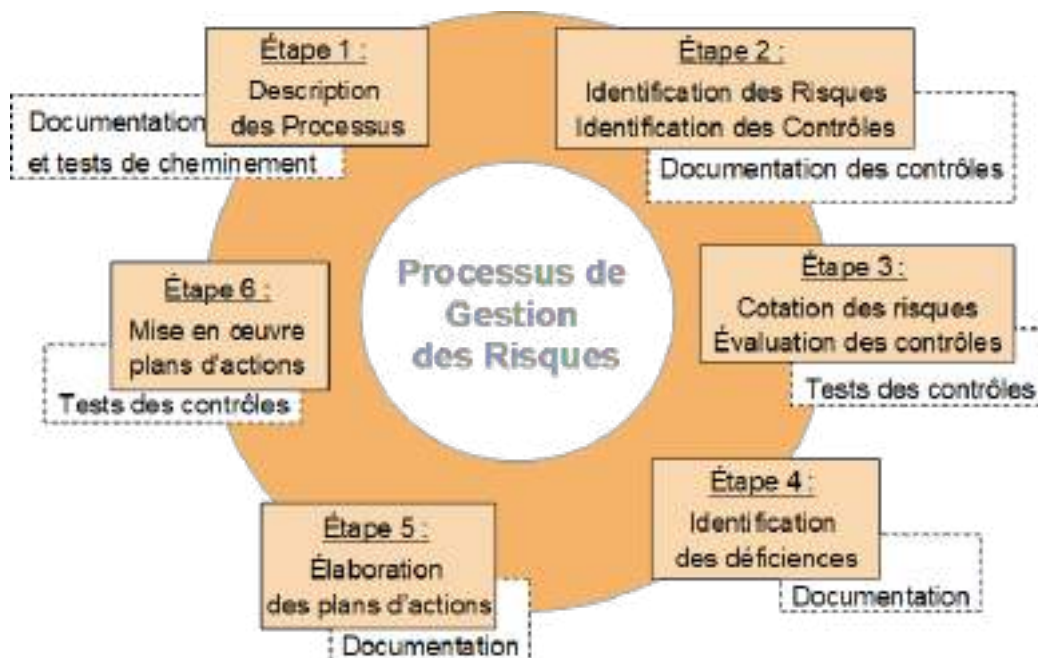 Étape 1 :
Description
des Processus
Documentation
et tests de cheminement
Étape 2 :
Identification des Risques
Identification des Contrôles
Documentation des contrôles
Étape 3 :
Cotation des risques
Évaluation des contrôles
Tests des contrôles
Étape 4 :
Identification
des déficiences
Documentation
Étape 5 :
Élaboration
des plans d'actions
Documentation
Étape 6 :
Mise en œuvre
plans d'actions
Tests des contrôles
Processus de
Gestion
des Risques